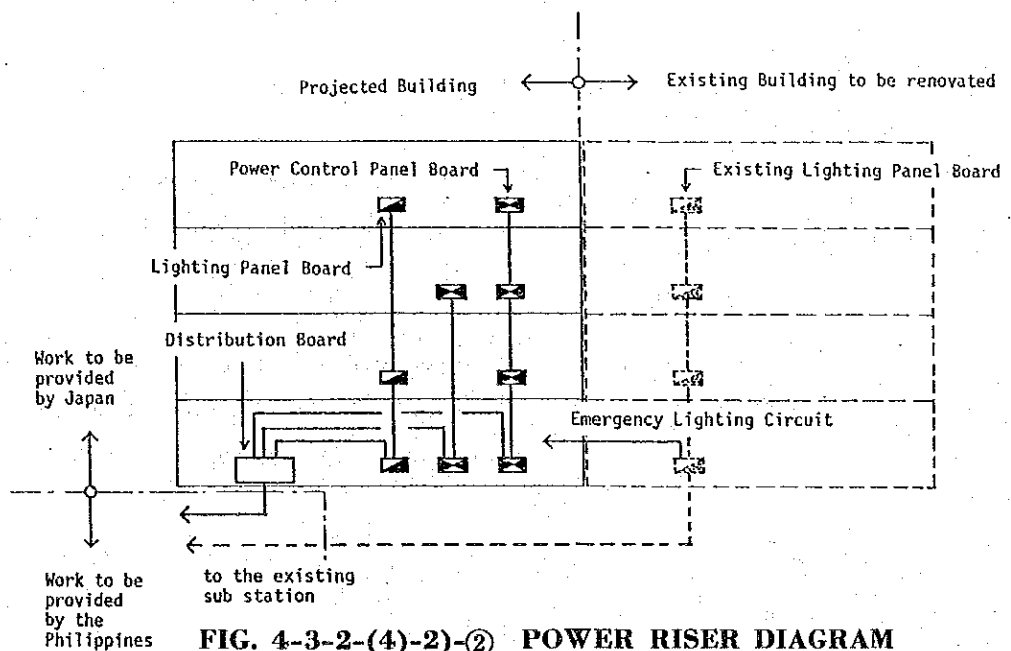 Projected Building
Existing Building to be renovated
Power Control Panel Board
Existing Lighting Panel Board
Lighting Panel Board
Distribution Board
Work to be
provided
by Japan
Emergency Lighting Circuit
Work to be
provided
by the
Philippines
to the existing
sub station
FIG. 4-3-2-(4)-2)-② POWER RISER DIAGRAM